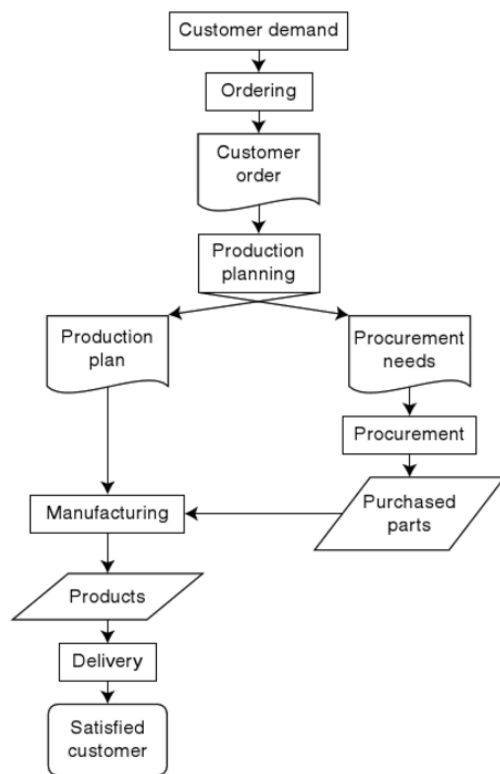 Customer demand
Ordering
Customer
order
Production
planning
Production
plan
Procurement
needs
Procurement
Purchased
parts
Manufacturing
Products
Delivery
Satisfied
customer